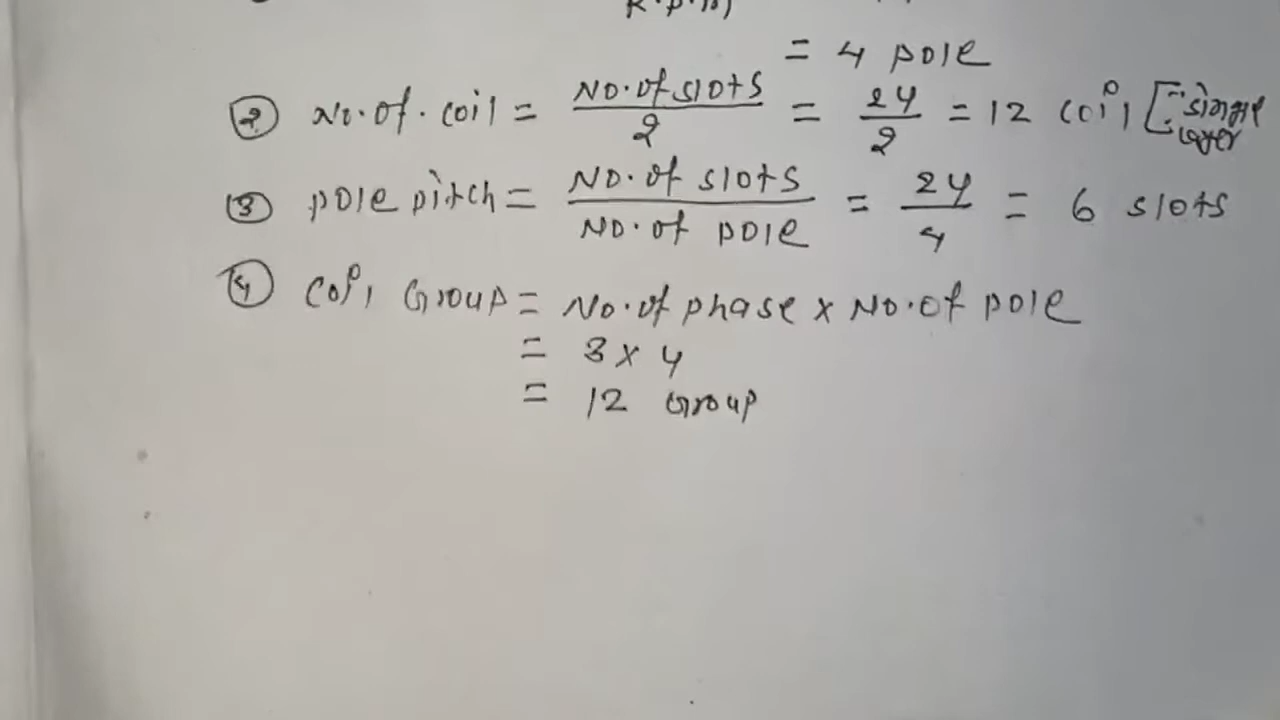 R.P.M
= 4 pole
② No.of.coil = No.of slots / 2 = 24 / 2 = 12 coil [∵ single layer
③ pole pitch = No.of slots / No.of pole = 24 / 4 = 6 slots
④ coil Group = No.of phase x No.of pole
= 3 x 4
= 12 Group